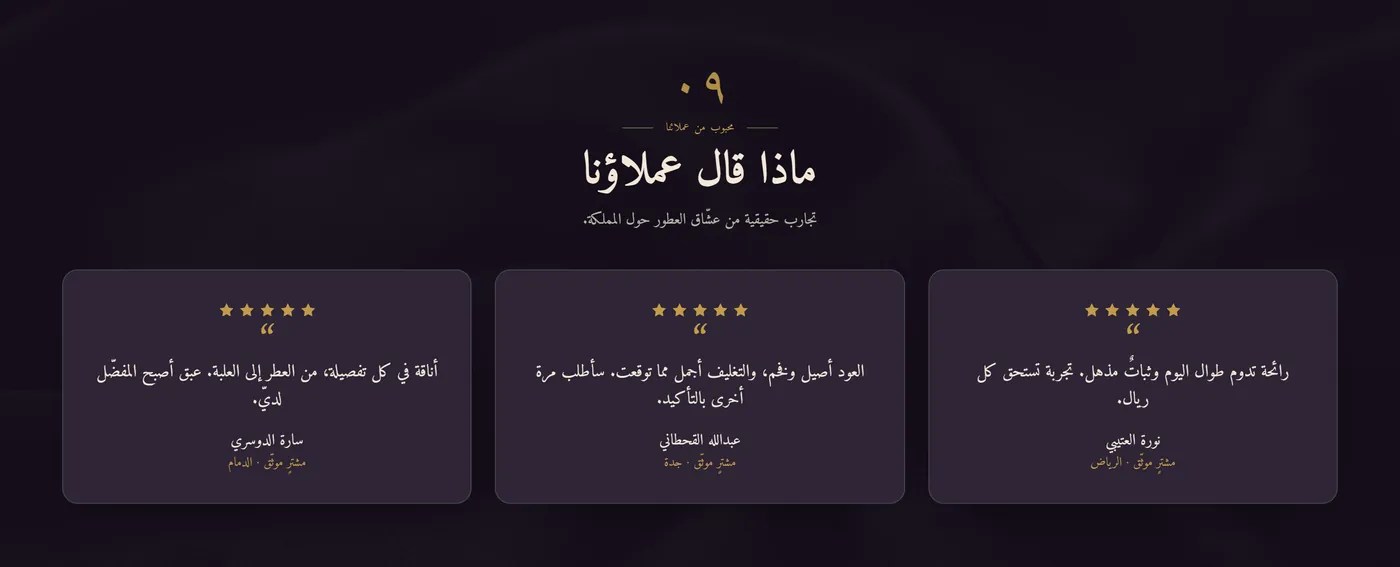 ٠٩
محبوب من عملائنا
ماذا قال عملاؤنا
تجارب حقيقية من عشّاق العطور حول المملكة.
“
رائحة تدوم طوال اليوم وثباتٌ مذهل. تجربة تستحق كل
ريال.
نورة العتيبي
مشترٍ موثّق · الرياض
“
العود أصيل وفخم، والتغليف أجمل مما توقعت. سأطلب مرة
أخرى بالتأكيد.
عبدالله القحطاني
مشترٍ موثّق · جدة
“
أناقة في كل تفصيلة، من العطر إلى العلبة. عبق أصبح المفضّل
لديّ.
سارة الدوسري
مشترٍ موثّق · الدمام